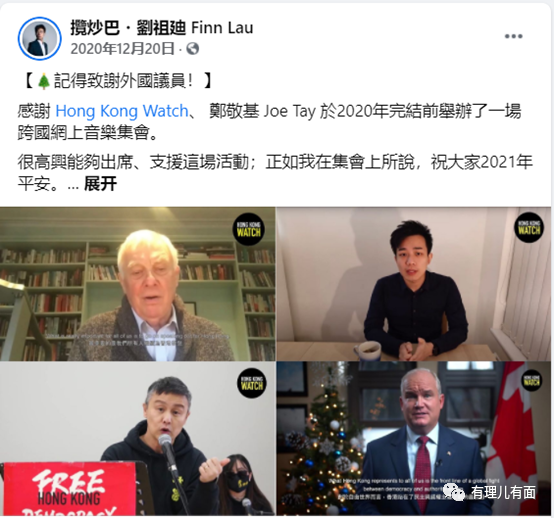 攬炒巴・劉祖廸 Finn Lau
2020年12月20日 ·
【🎄記得致謝外國議員！】
感謝 Hong Kong Watch、 鄭敬基 Joe Tay 於2020年完結前舉辦了一場
跨國網上音樂集會。
很高興能夠出席、支援這場活動；正如我在集會上所說，祝大家2021年
平安。... 展开
HONG KONG
WATCH
HONG KONG
WATCH
HONG KONG
WATCH
FREE
HONG KONG
DEMOCRACY
HONG KONG
WATCH
What Hong Kong represents to all of us is the front line of a global fight
between democracy and
有理儿有面